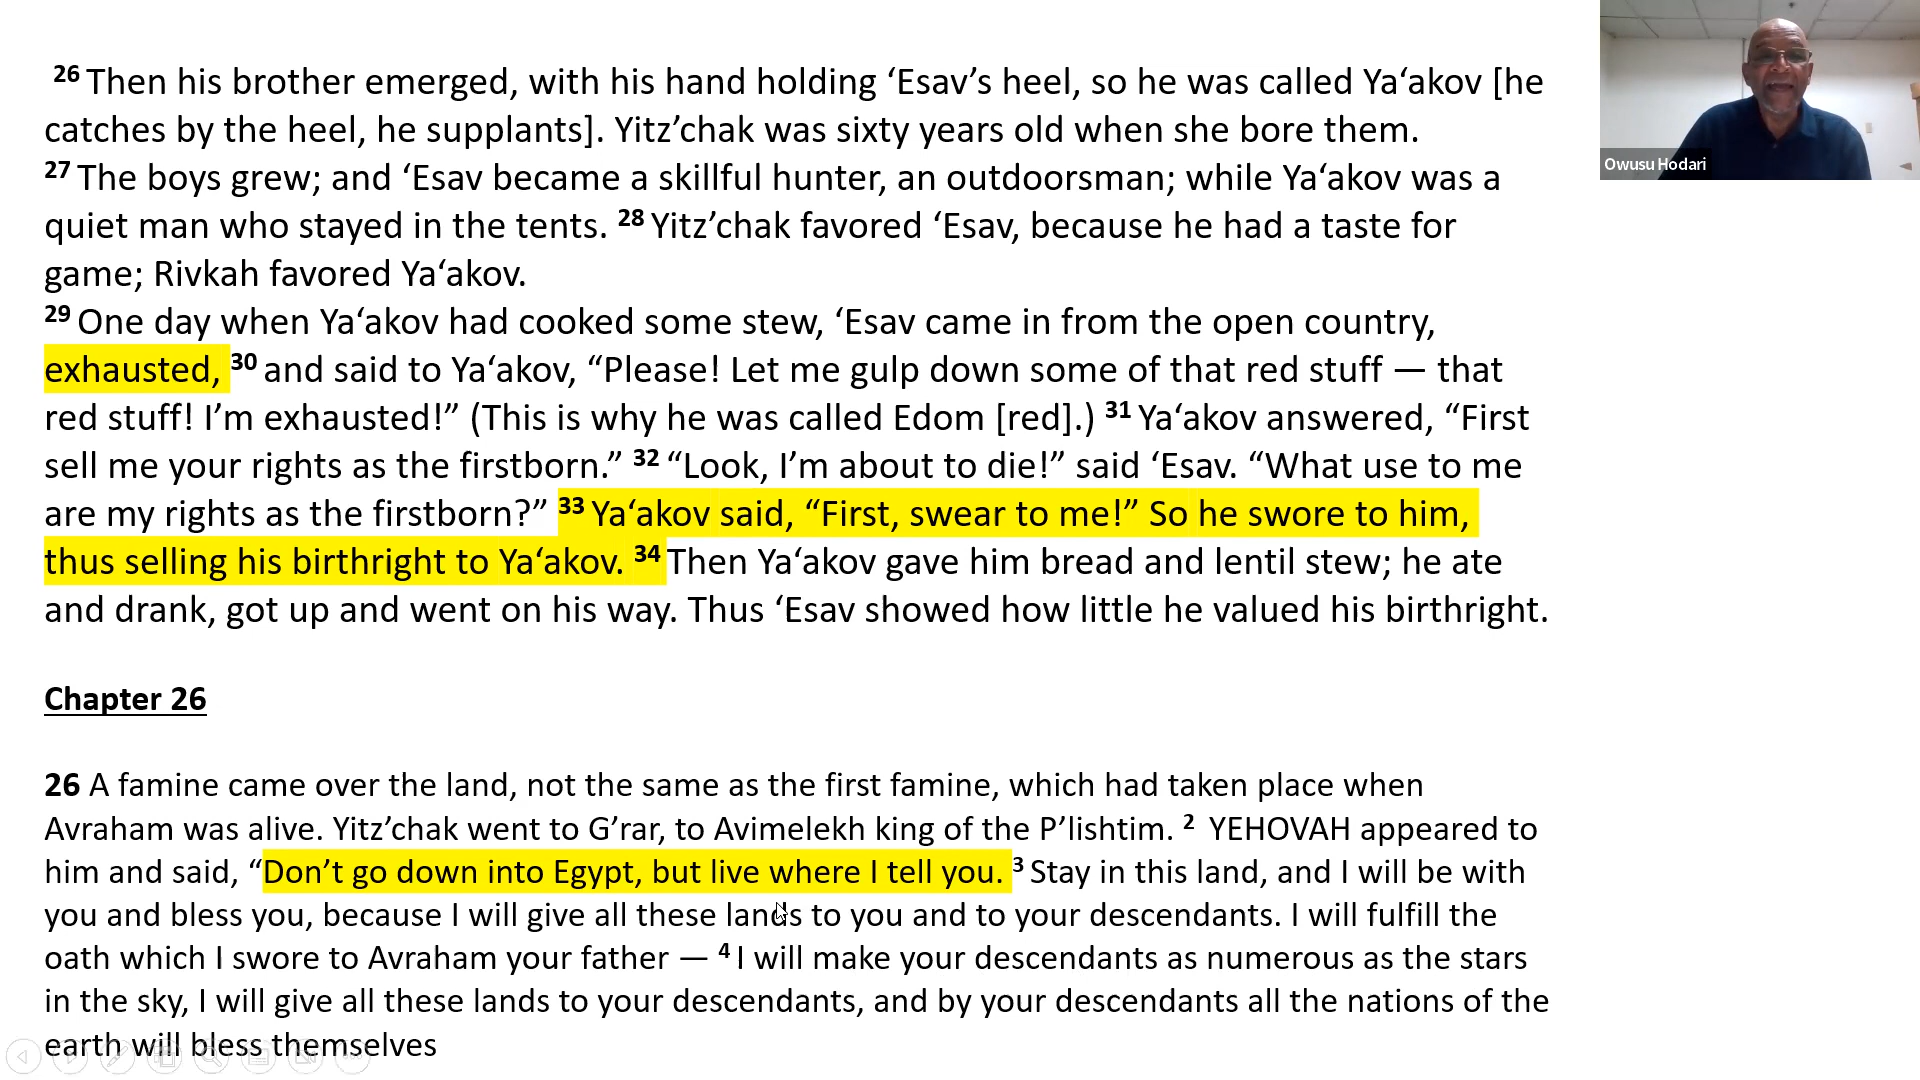 26 Then his brother emerged, with his hand holding ‘Esav’s heel, so he was called Ya‘akov [he
catches by the heel, he supplants]. Yitz’chak was sixty years old when she bore them.
27 The boys grew; and ‘Esav became a skillful hunter, an outdoorsman; while Ya‘akov was a
quiet man who stayed in the tents. 28 Yitz’chak favored ‘Esav, because he had a taste for
game; Rivkah favored Ya‘akov.
29 One day when Ya‘akov had cooked some stew, ‘Esav came in from the open country,
exhausted, 30 and said to Ya‘akov, “Please! Let me gulp down some of that red stuff — that
red stuff! I’m exhausted!” (This is why he was called Edom [red].) 31 Ya‘akov answered, “First
sell me your rights as the firstborn.” 32 “Look, I’m about to die!” said ‘Esav. “What use to me
are my rights as the firstborn?” 33 Ya‘akov said, “First, swear to me!” So he swore to him,
thus selling his birthright to Ya‘akov. 34 Then Ya‘akov gave him bread and lentil stew; he ate
and drank, got up and went on his way. Thus ‘Esav showed how little he valued his birthright.
Chapter 26
26 A famine came over the land, not the same as the first famine, which had taken place when
Avraham was alive. Yitz’chak went to G’rar, to Avimelekh king of the P’lishtim. 2 YEHOVAH appeared to
him and said, “Don’t go down into Egypt, but live where I tell you. 3 Stay in this land, and I will be with
you and bless you, because I will give all these lands to you and to your descendants. I will fulfill the
oath which I swore to Avraham your father — 4 I will make your descendants as numerous as the stars
in the sky, I will give all these lands to your descendants, and by your descendants all the nations of the
earth will bless themselves
Owusu Hodari